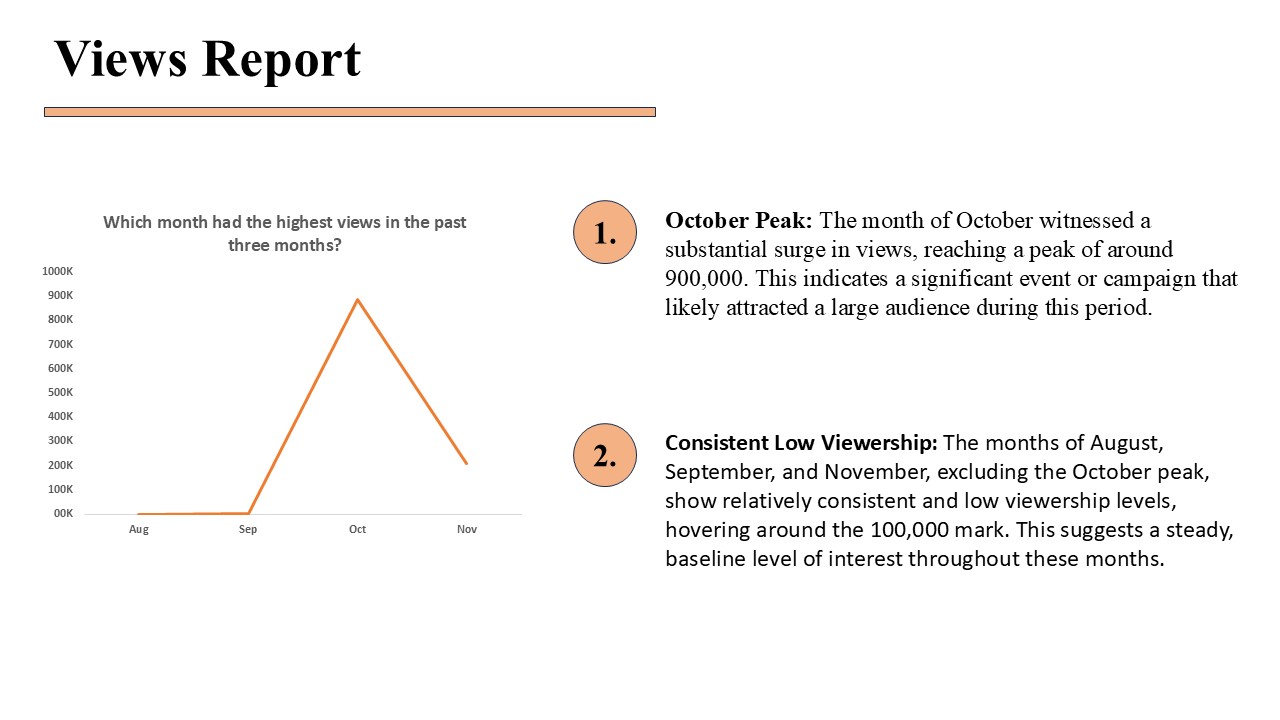 Views Report
Which month had the highest views in the past
three months?
1000K
900K
800K
700K
600K
500K
400K
300K
200K
100K
00K
Aug Sep Oct Nov
1.
October Peak: The month of October witnessed a
substantial surge in views, reaching a peak of around
900,000. This indicates a significant event or campaign that
likely attracted a large audience during this period.
2.
Consistent Low Viewership: The months of August,
September, and November, excluding the October peak,
show relatively consistent and low viewership levels,
hovering around the 100,000 mark. This suggests a steady,
baseline level of interest throughout these months.